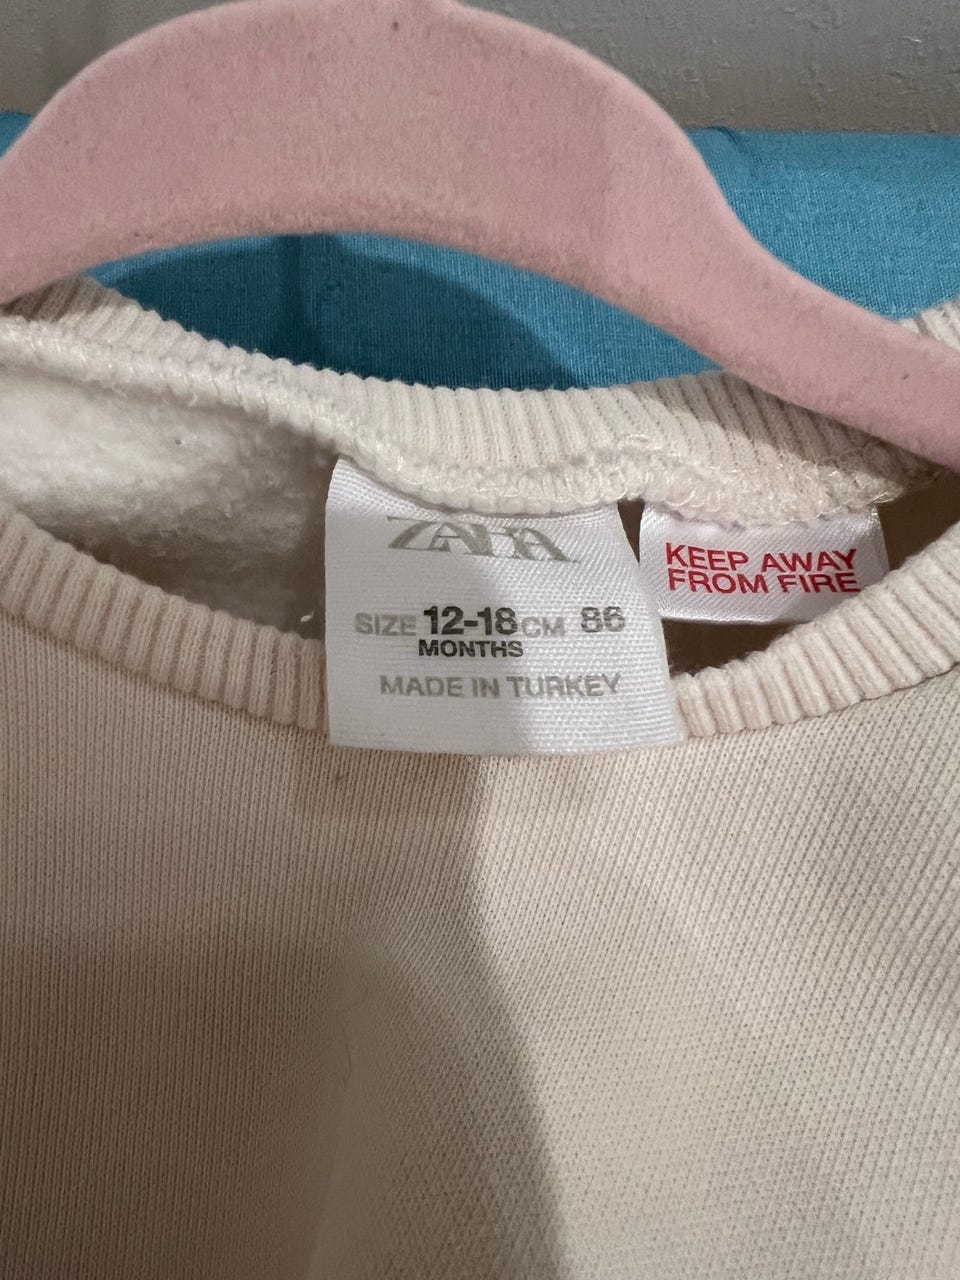 ZARA
SIZE 12-18 CM 86
MONTHS
MADE IN TURKEY
KEEP AWAY
FROM FIRE